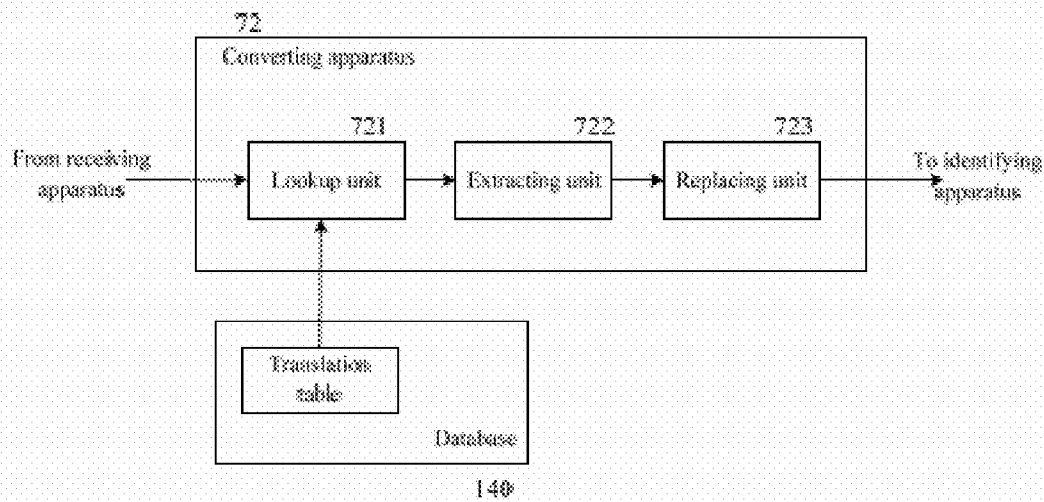 72
Converting apparatus
721
722
723
From receiving
apparatus
Lookup unit
Extracting unit
Replacing unit
To identifying
apparatus
Translation
table
Database
140